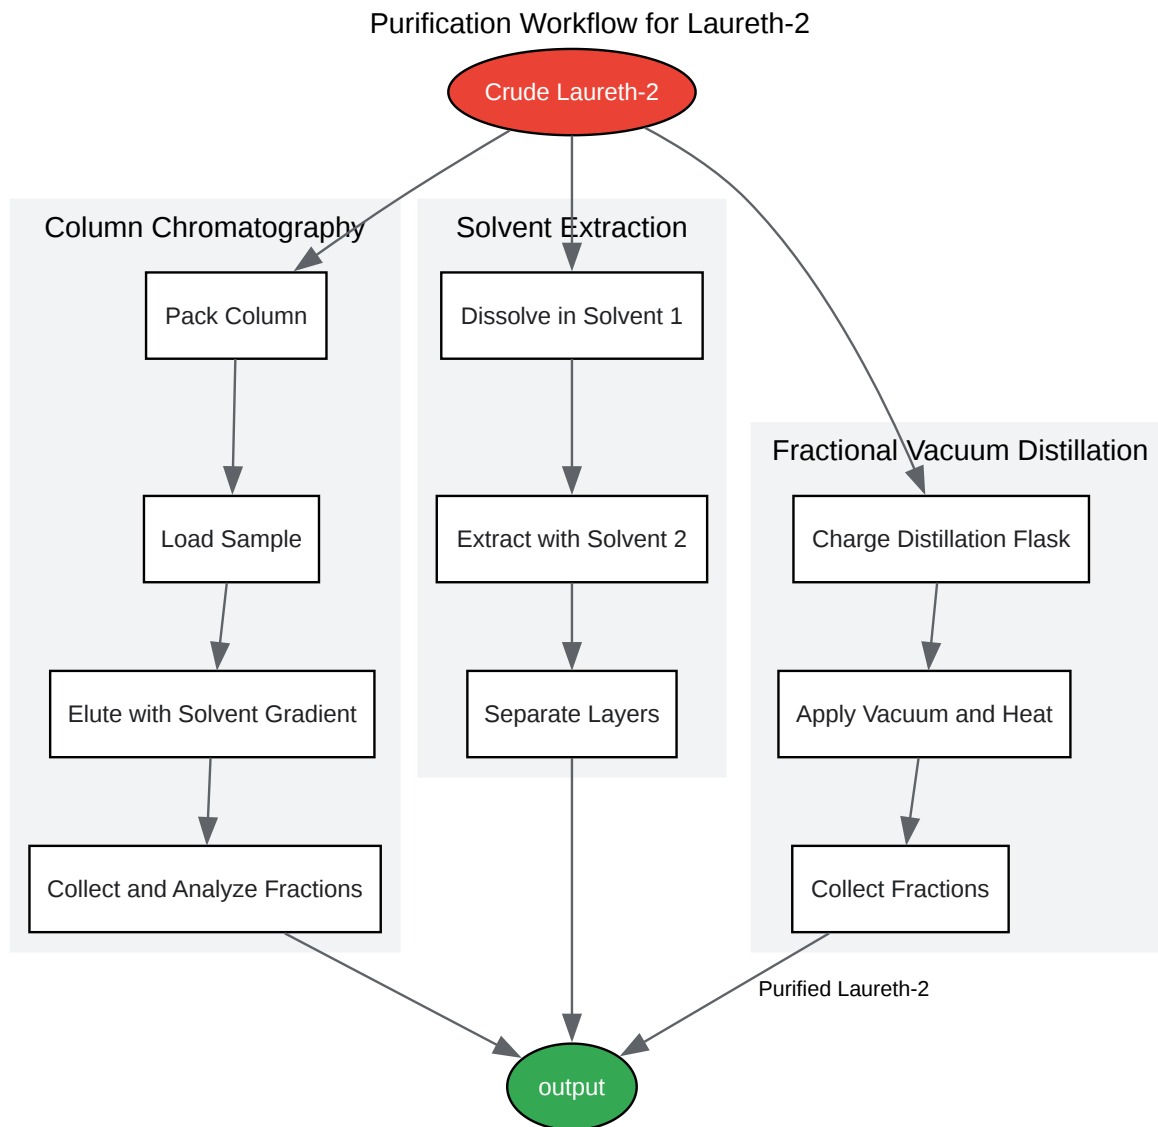 Purification Workflow for Laureth-2
Crude Laureth-2
Column Chromatography
Pack Column
Load Sample
Elute with Solvent Gradient
Collect and Analyze Fractions
Solvent Extraction
Dissolve in Solvent 1
Extract with Solvent 2
Separate Layers
Fractional Vacuum Distillation
Charge Distillation Flask
Apply Vacuum and Heat
Collect Fractions
Purified Laureth-2
output